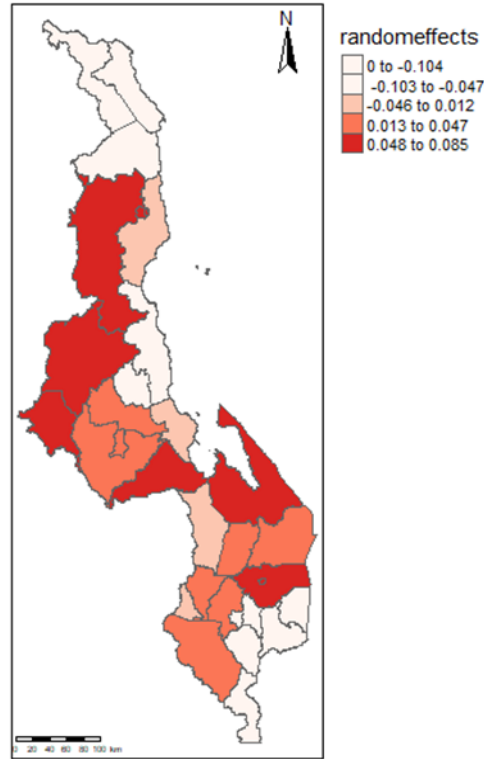 N
randomeffects
0 to -0.104
-0.103 to -0.047
-0.046 to 0.012
0.013 to 0.047
0.048 to 0.085
0 20 40 60 80 100 km